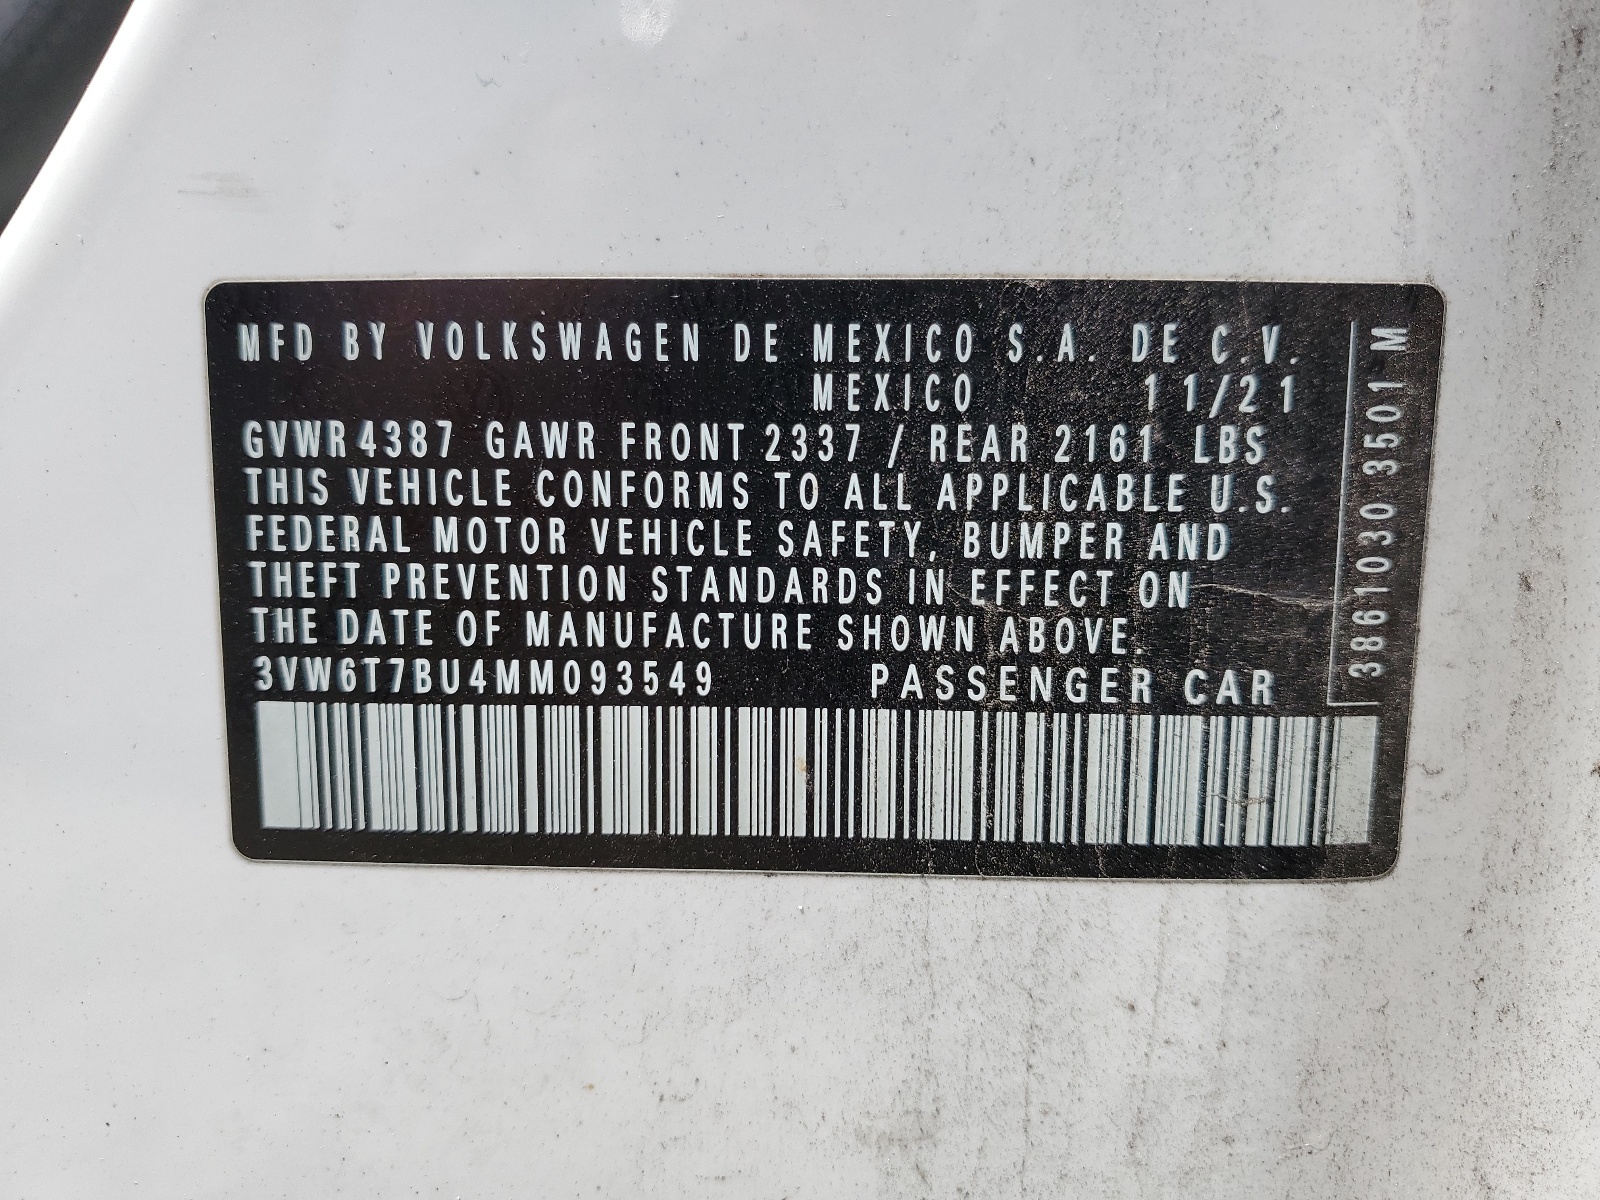 MFD BY VOLKSWAGEN DE MEXICO S.A. DE C.V.
MEXICO 11/21
GVWR 4387 GAWR FRONT 2337 / REAR 2161 LBS
THIS VEHICLE CONFORMS TO ALL APPLICABLE U.S.
FEDERAL MOTOR VEHICLE SAFETY, BUMPER AND
THEFT PREVENTION STANDARDS IN EFFECT ON
THE DATE OF MANUFACTURE SHOWN ABOVE.
3VW6T7BU4MM093549 PASSENGER CAR
3861030 3501 M